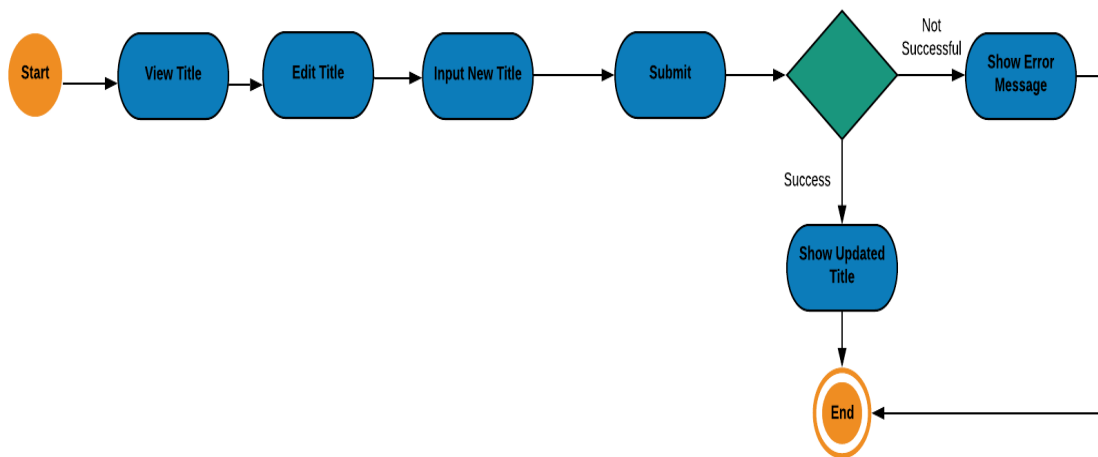 Start
View Title
Edit Title
Input New Title
Submit
Not
Successful
Show Error
Message
Success
Show Updated
Title
End